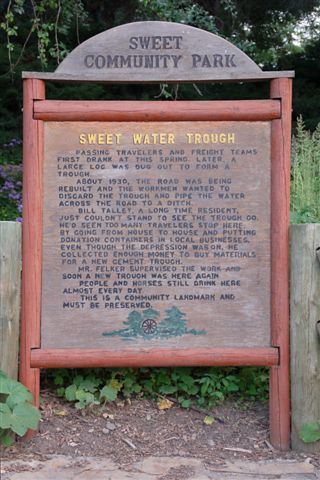 SWEET
COMMUNITY PARK
SWEET WATER TROUGH
PASSING TRAVELERS AND FREIGHT TEAMS
FIRST DRANK AT THIS SPRING. LATER, A
LARGE LOG WAS DUG OUT TO FORM A
TROUGH.
ABOUT 1930, THE ROAD WAS BEING
REBUILT AND THE WORKMEN WANTED TO
DISCARD THE TROUGH AND PIPE THE WATER
ACROSS THE ROAD TO A DITCH.
BILL TALLEY, A LONG TIME RESIDENT,
JUST COULDN'T STAND TO SEE THE TROUGH GO.
HE'D SEEN TOO MANY TRAVELERS STOP HERE.
BY GOING FROM HOUSE TO HOUSE AND PUTTING
DONATION CONTAINERS IN LOCAL BUSINESSES,
EVEN THOUGH THE DEPRESSION WAS ON, HE
COLLECTED ENOUGH MONEY TO BUY MATERIALS
FOR A NEW CEMENT TROUGH.
MR. FELKER SUPERVISED THE WORK AND
SOON A NEW TROUGH WAS HERE AGAIN.
PEOPLE AND HORSES STILL DRINK HERE
ALMOST EVERY DAY.
THIS IS A COMMUNITY LANDMARK AND
MUST BE PRESERVED.